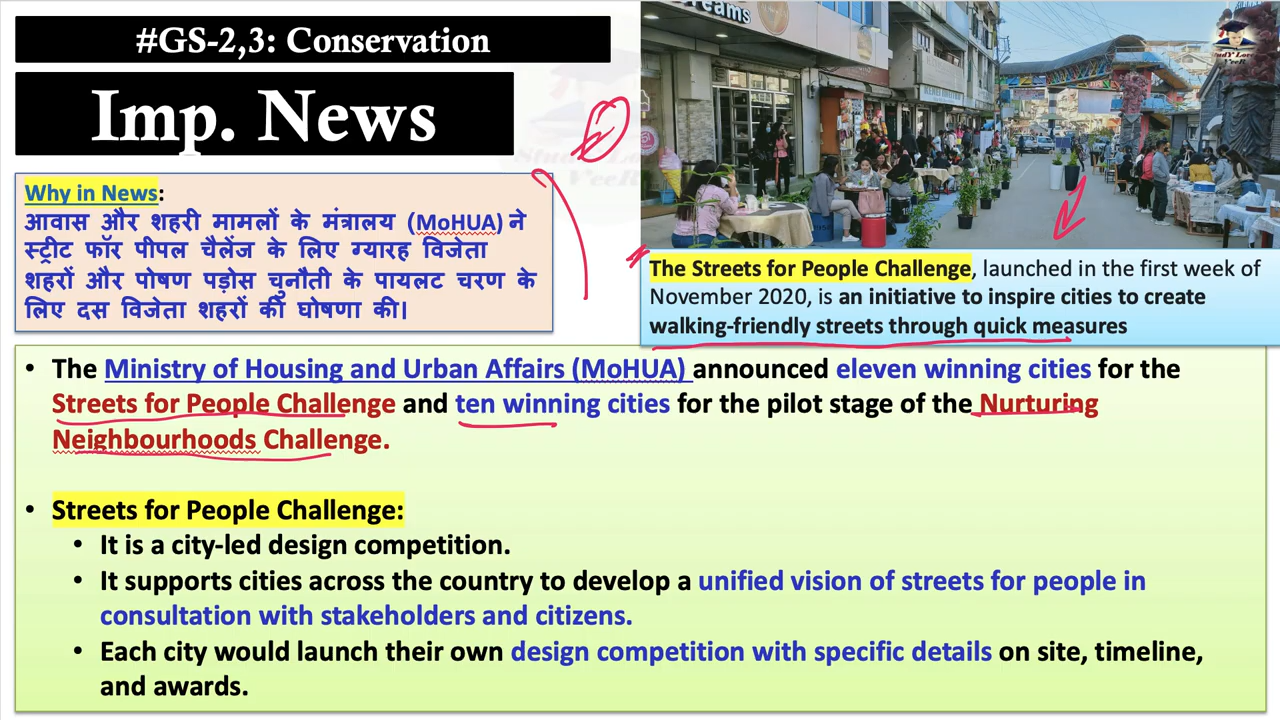 #GS-2,3: Conservation
Imp. News
Why in News:
आवास और शहरी मामलों के मंत्रालय (MoHUA) ने
स्ट्रीट फॉर पीपल चैलेंज के लिए ग्यारह विजेता
शहरों और पोषण पड़ोस चुनौती के पायलट चरण के
लिए दस विजेता शहरों की घोषणा की।
The Streets for People Challenge, launched in the first week of
November 2020, is an initiative to inspire cities to create
walking-friendly streets through quick measures
• The Ministry of Housing and Urban Affairs (MoHUA) announced eleven winning cities for the
Streets for People Challenge and ten winning cities for the pilot stage of the Nurturing
Neighbourhoods Challenge.
• Streets for People Challenge:
• It is a city-led design competition.
• It supports cities across the country to develop a unified vision of streets for people in
consultation with stakeholders and citizens.
• Each city would launch their own design competition with specific details on site, timeline,
and awards.